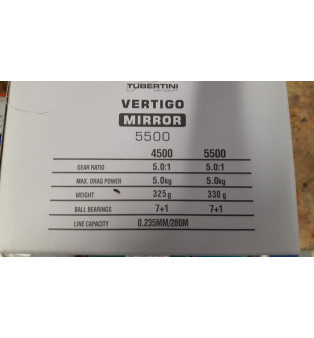 TUBERTINI
VERTIGO
MIRROR
5500
4500 5500
GEAR RATIO 5.0:1 5.0:1
MAX. DRAG POWER 5.0kg 5.0kg
WEIGHT 325g 330g
BALL BEARINGS 7+1 7+1
LINE CAPACITY 0.235MM/280M